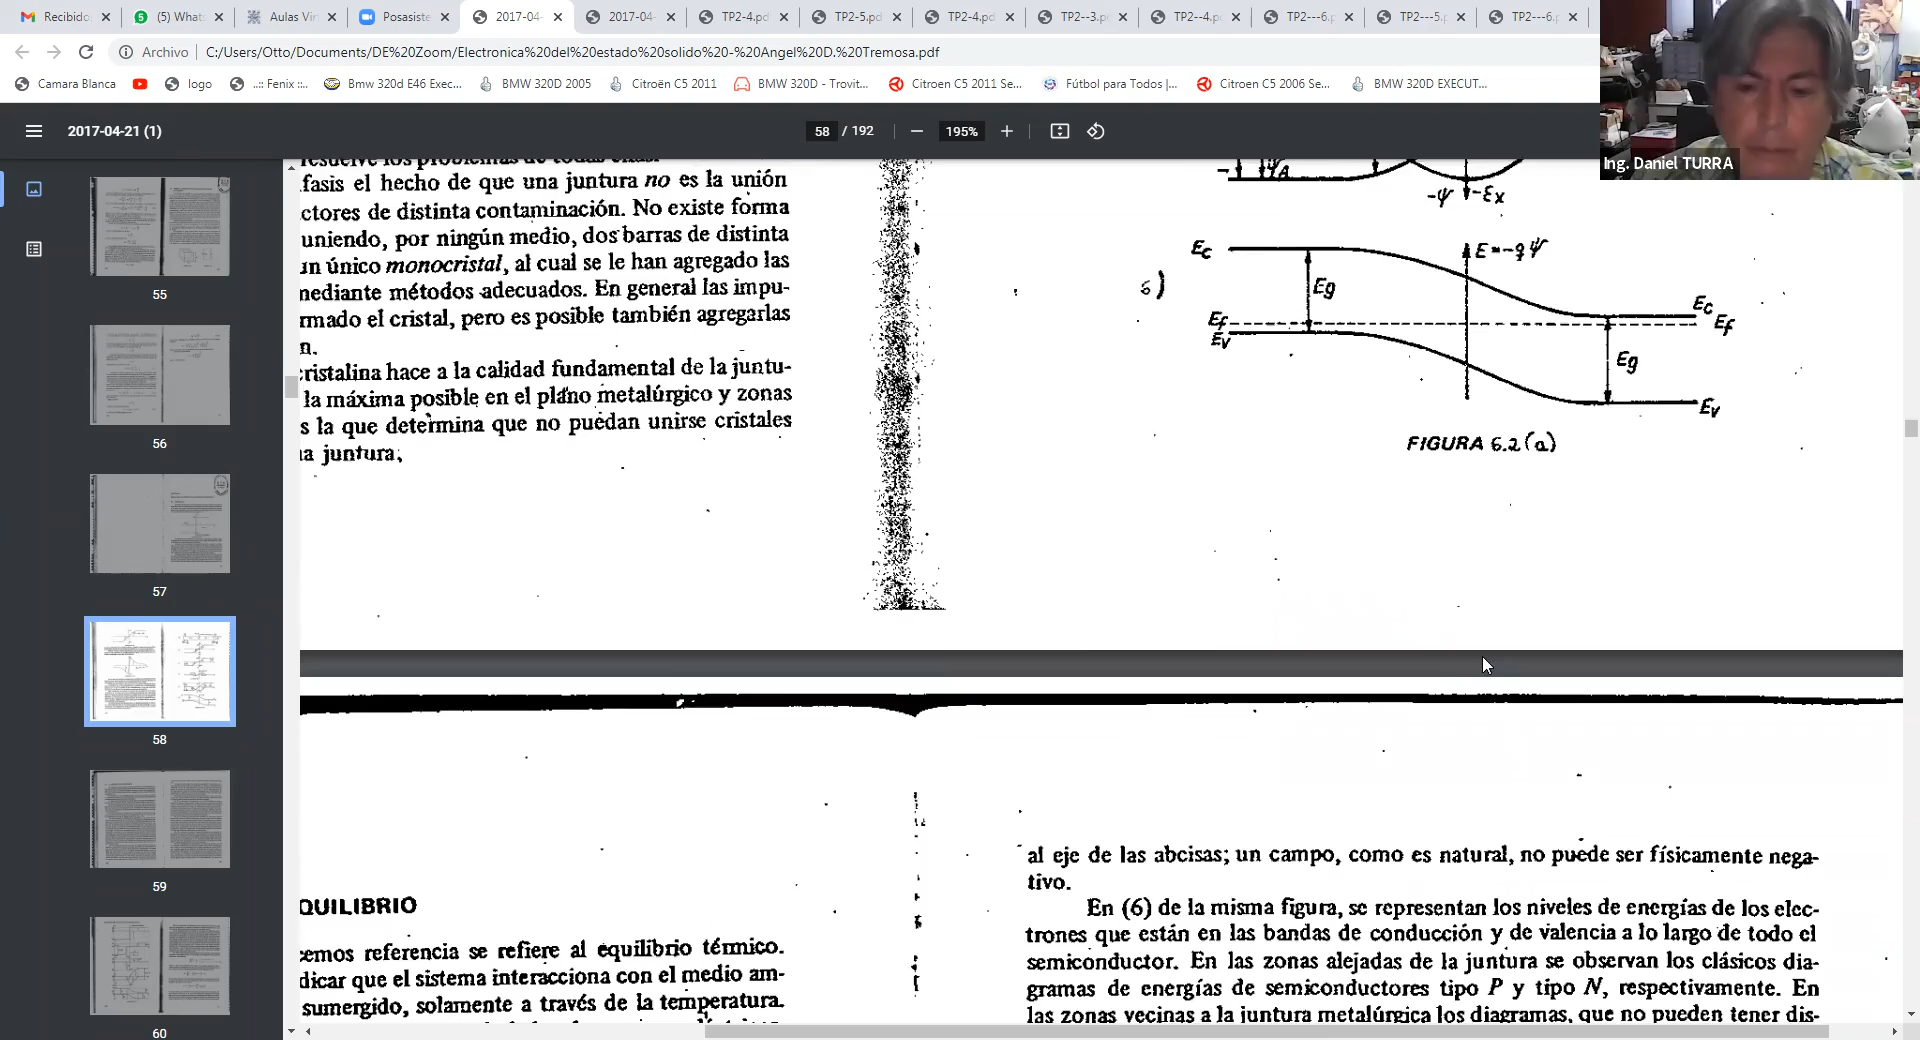 Recibido:
(5) Whats
Aulas Vir
Posasiste
2017-04-
2017-04-
TP2-4.pd
TP2-5.pd
TP2-4.pd
TP2--3.p
TP2--4.p
TP2---6.p
TP2---5.p
TP2---6.p
Archivo C:/Users/Otto/Documents/DE%20Zoom/Electronica%20del%20estado%20solido%20-%20Angel%20D.%20Tremosa.pdf
Camara Blanca
logo
..:: Fenix ::..
Bmw 320d E46 Exec...
BMW 320D 2005
Citroën C5 2011
BMW 320D - Trovit...
Citroen C5 2011 Se...
Fútbol para Todos |...
Citroen C5 2006 Se...
BMW 320D EXECUT...
Ing. Daniel TURRA
2017-04-21 (1)
58 / 192
195%
55
56
57
58
59
60
fasis el hecho de que una juntura no es la unión
ctores de distinta contaminación. No existe forma
uniendo, por ningún medio, dos barras de distinta
un único monocristal, al cual se le han agregado las
mediante métodos adecuados. En general las impu-
rmado el cristal, pero es posible también agregarlas
n.
cristalina hace a la calidad fundamental de la juntu-
la máxima posible en el plano metalúrgico y zonas
s la que determina que no puedan unirse cristales
na juntura;
-ψ -Ex
6)
Ec
E=-qψ
Eg
Ef
Ev
Ec
Ef
Eg
Ev
FIGURA 6.2(a)
QUILIBRIO
cemos referencia se refiere al equilibrio térmico.
dicar que el sistema interacciona con el medio am-
sumergido, solamente a través de la temperatura.
al eje de las abcisas; un campo, como es natural, no puede ser físicamente nega-
tivo.
En (6) de la misma figura, se representan los niveles de energías de los elec-
trones que están en las bandas de conducción y de valencia a lo largo de todo el
semiconductor. En las zonas alejadas de la juntura se observan los clásicos dia-
gramas de energías de semiconductores tipo P y tipo N, respectivamente. En
las zonas vecinas a la juntura metalúrgica los diagramas, que no pueden tener dis-